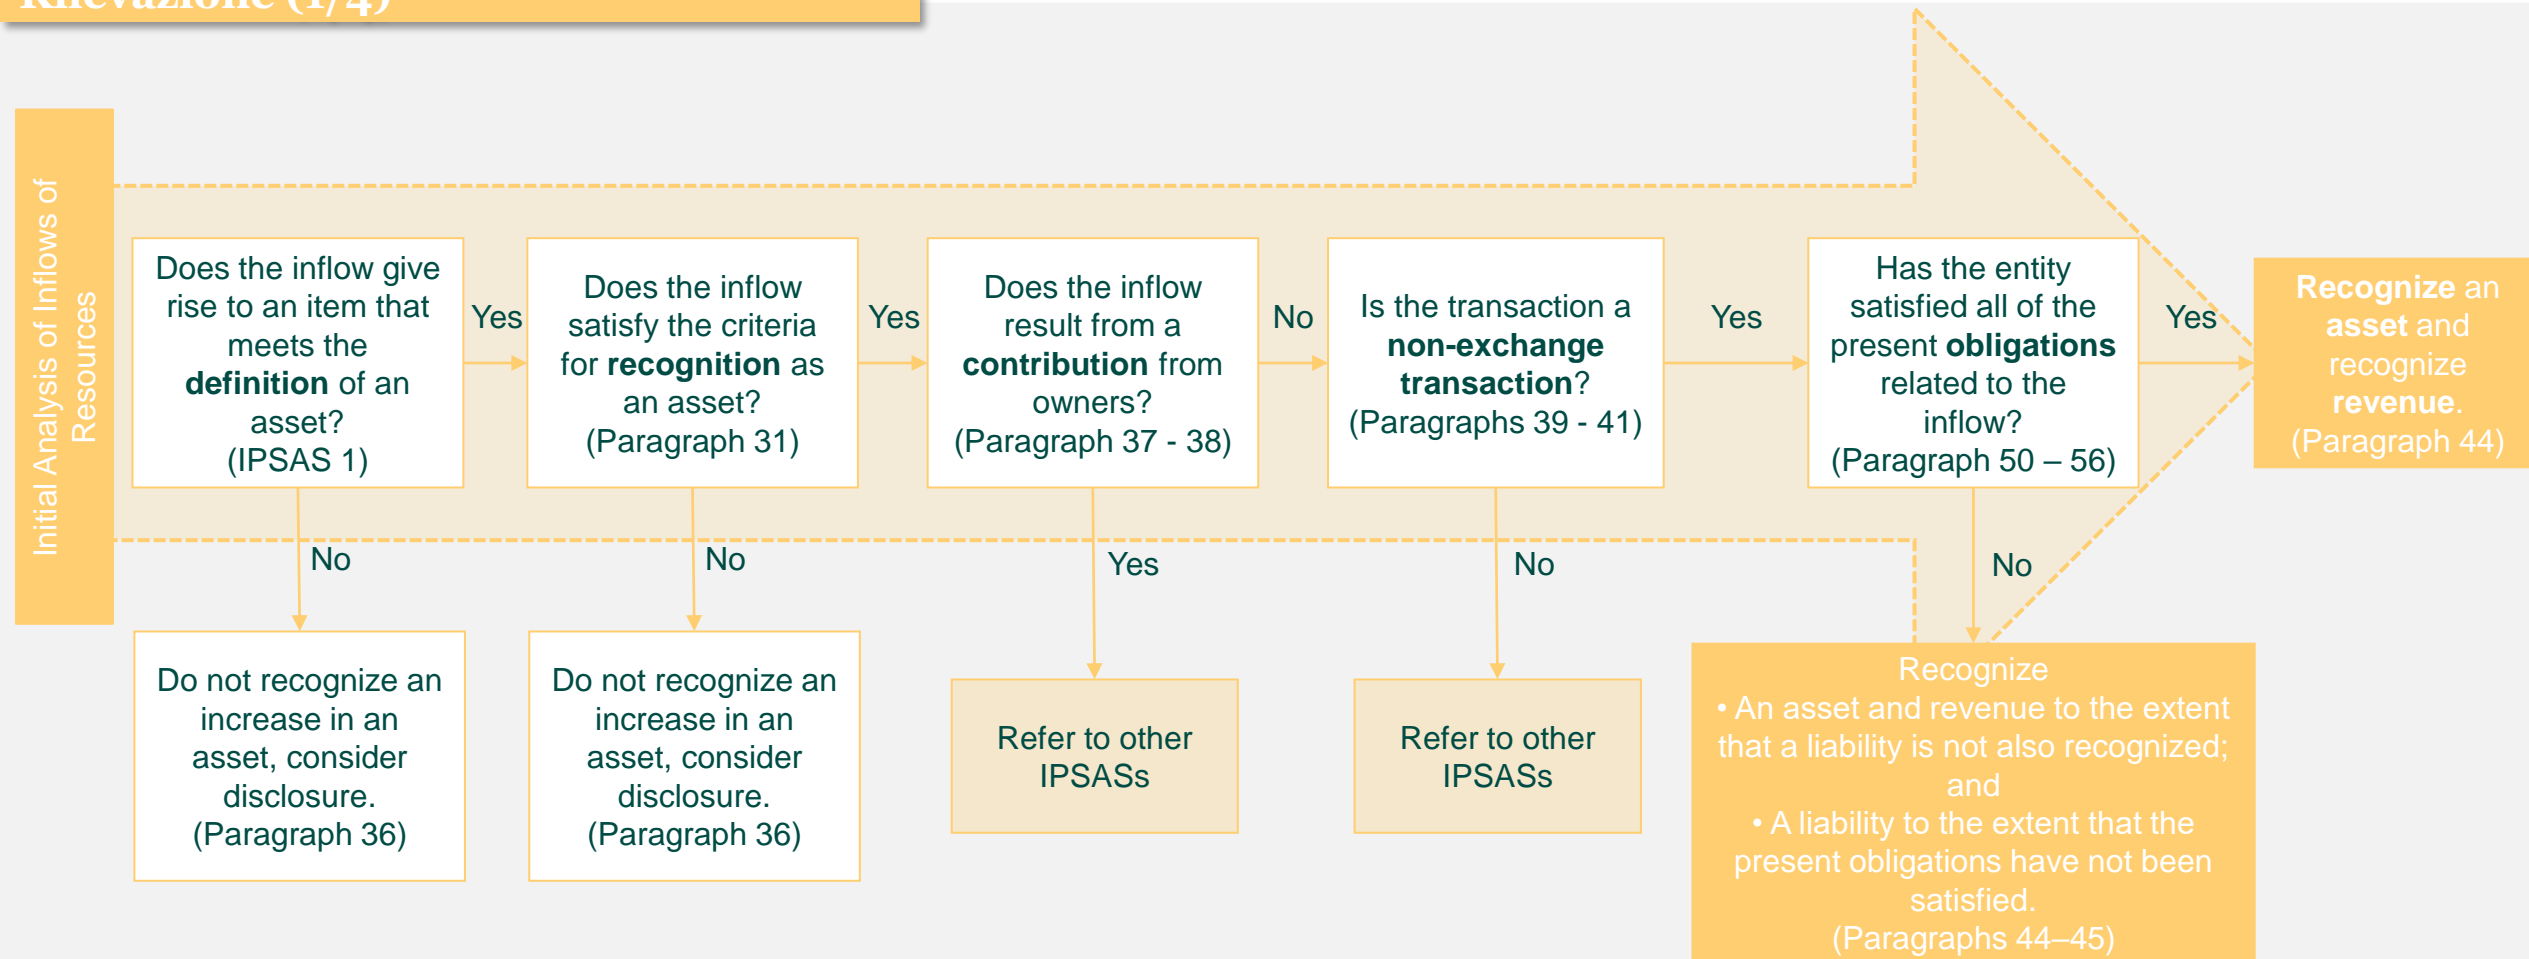 Rilevazione (1/4)
Initial Analysis of Inflows of
Resources
Does the inflow give
rise to an item that
meets the
definition of an
asset?
(IPSAS 1)
Yes
Does the inflow
satisfy the criteria
for recognition as
an asset?
(Paragraph 31)
Yes
Does the inflow
result from a
contribution from
owners?
(Paragraph 37 - 38)
No
Is the transaction a
non-exchange
transaction?
(Paragraphs 39 - 41)
Yes
Has the entity
satisfied all of the
present obligations
related to the
inflow?
(Paragraph 50 – 56)
Yes
Recognize an
asset and
recognize
revenue.
(Paragraph 44)
No
No
Yes
No
No
Do not recognize an
increase in an
asset, consider
disclosure.
(Paragraph 36)
Do not recognize an
increase in an
asset, consider
disclosure.
(Paragraph 36)
Refer to other
IPSASs
Refer to other
IPSASs
Recognize
• An asset and revenue to the extent
that a liability is not also recognized;
and
• A liability to the extent that the
present obligations have not been
satisfied.
(Paragraphs 44–45)